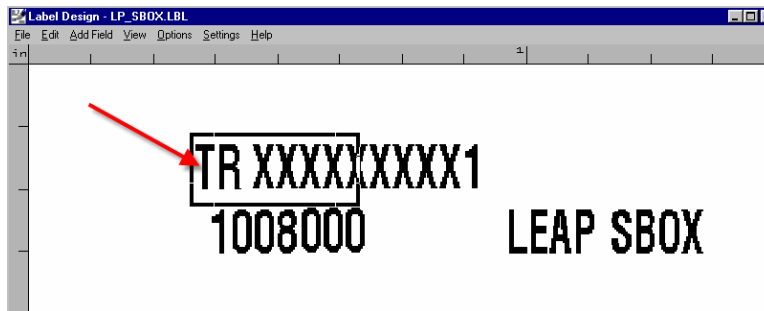 Label Design - LP_SBOX.LBL
File Edit Add Field View Options Settings Help
in 1
TR XXXXXXXXX1
1008000 LEAP SBOX